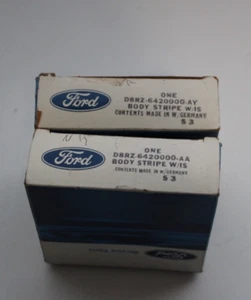 Ford
ONE
D8RZ-6420000-AY
BODY STRIPE W/IS
CONTENTS MADE IN W/GERMANY
S 3
Ford
ONE
D8RZ-6420000-AA
BODY STRIPE W/IS
CONTENTS MADE IN W/GERMANY
S 3
Ford